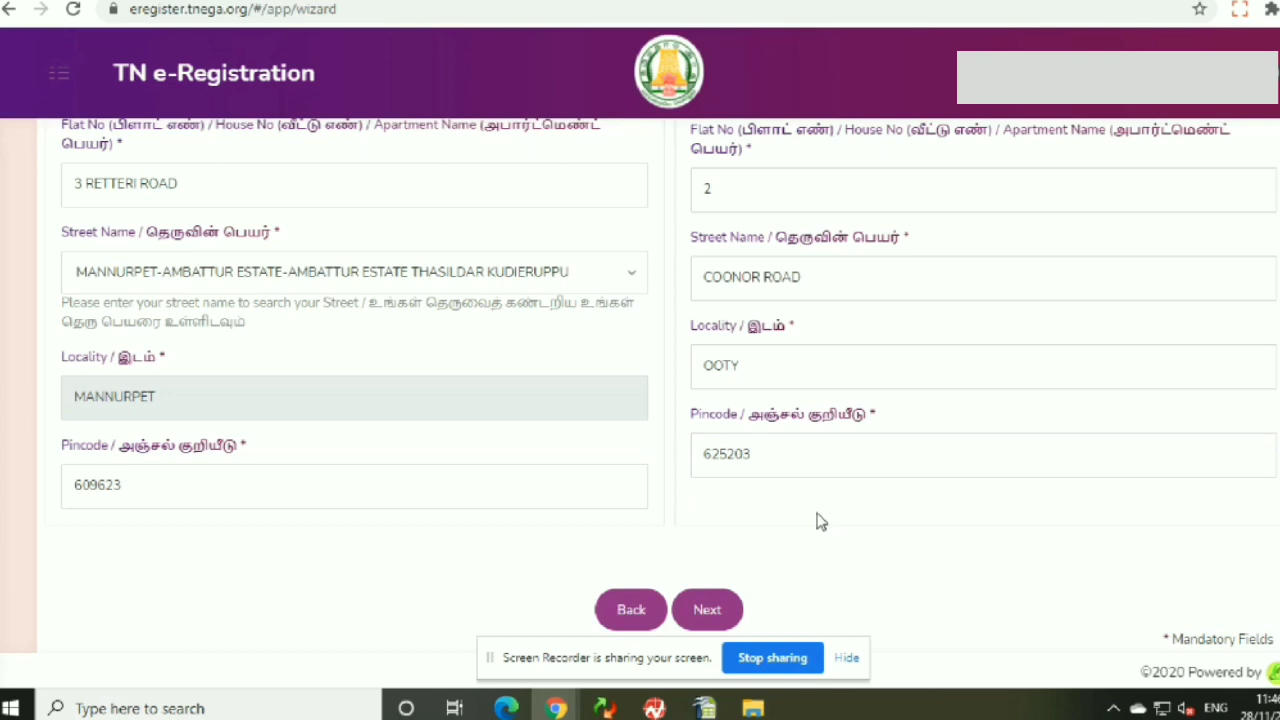 eregister.tnega.org/#/app/wizard
TN e-Registration
Flat No (பிளாட் எண்) / House No (வீட்டு எண்) / Apartment Name (அபார்ட்மெண்ட்
பெயர்) *
3 RETTERI ROAD
Street Name / தெருவின் பெயர் *
MANNURPET-AMBATTUR ESTATE-AMBATTUR ESTATE THASILDAR KUDIERUPPU
Please enter your street name to search your Street / உங்கள் தெருவைத் கண்டறிய உங்கள்
தெரு பெயரை உள்ளிடவும்
Locality / இடம் *
MANNURPET
Pincode / அஞ்சல் குறியீடு *
609623
Flat No (பிளாட் எண்) / House No (வீட்டு எண்) / Apartment Name (அபார்ட்மெண்ட்
பெயர்) *
2
Street Name / தெருவின் பெயர் *
COONOR ROAD
Locality / இடம் *
OOTY
Pincode / அஞ்சல் குறியீடு *
625203
Back Next
* Mandatory Fields
Screen Recorder is sharing your screen. Stop sharing Hide
©2020 Powered by
Type here to search
ENG
11:46
28/11/2